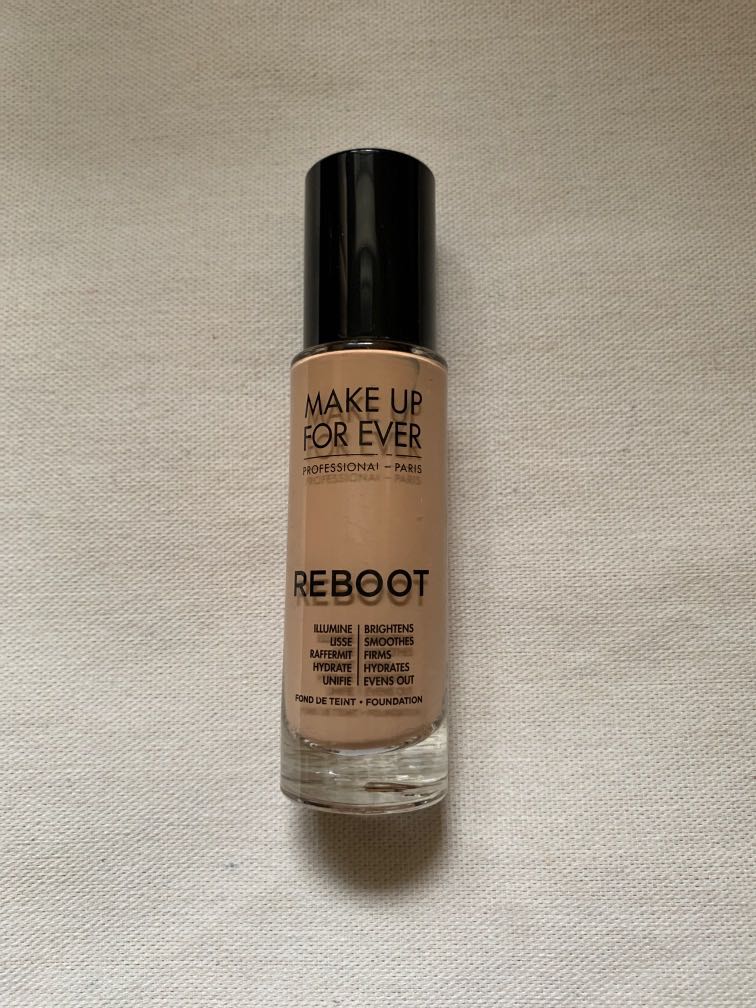 MAKE UP
FOR EVER
PROFESSIONAL – PARIS
REBOOT
ILLUMINE | BRIGHTENS
LISSE | SMOOTHES
RAFFERMIT | FIRMS
HYDRATE | HYDRATES
UNIFIE | EVENS OUT
FOND DE TEINT • FOUNDATION